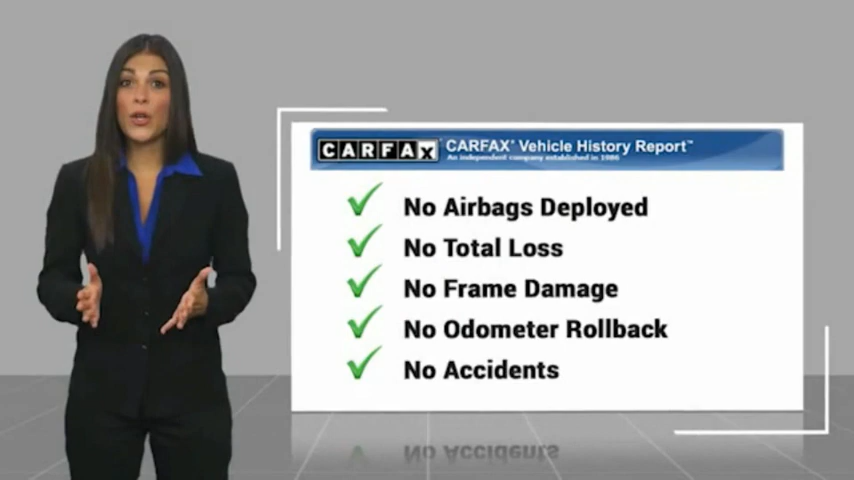 CARFAX CARFAX® Vehicle History Report™
An independent company established in 1986
No Airbags Deployed
No Total Loss
No Frame Damage
No Odometer Rollback
No Accidents
No Accidents